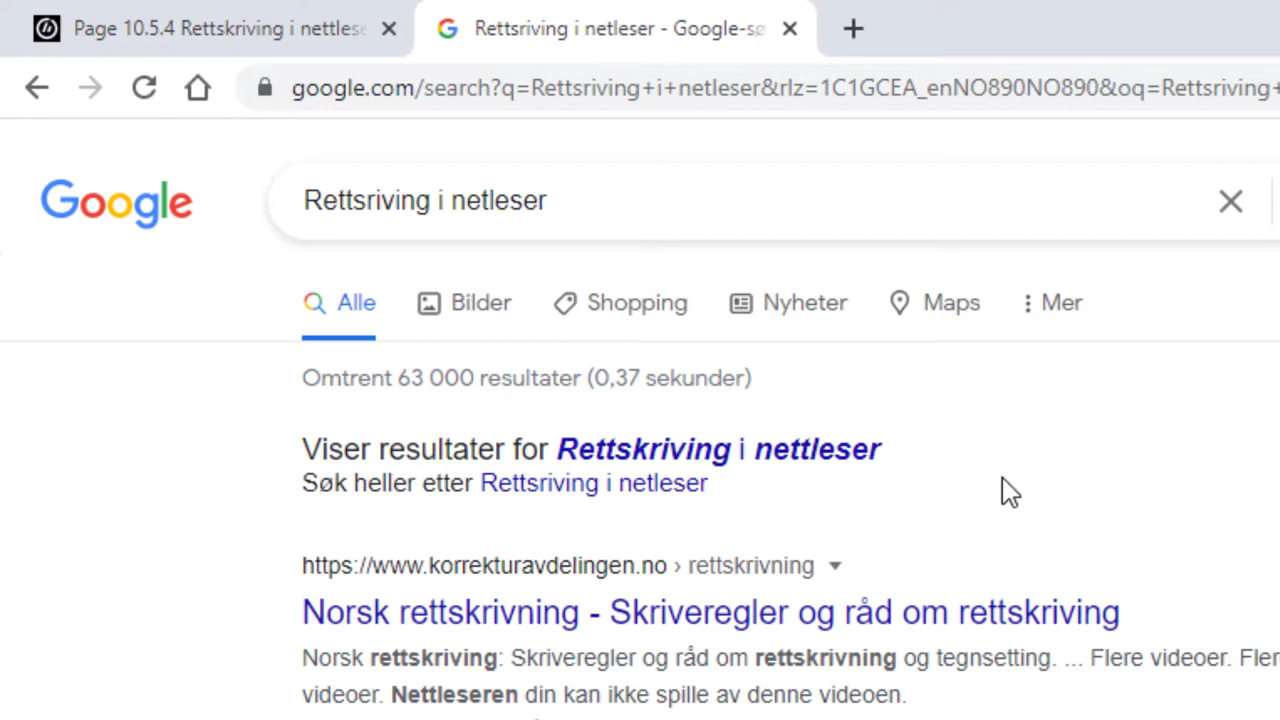 Page 10.5.4 Rettskriving i nettlese
Rettsriving i netleser - Google-sø
google.com/search?q=Rettsriving+i+netleser&rlz=1C1GCEA_enNO890NO890&oq=Rettsriving+
Google
Rettsriving i netleser
Alle Bilder Shopping Nyheter Maps Mer
Omtrent 63 000 resultater (0,37 sekunder)
Viser resultater for Rettskriving i nettleser
Søk heller etter Rettsriving i netleser
https://www.korrekturavdelingen.no › rettskrivning
Norsk rettskrivning - Skriveregler og råd om rettskriving
Norsk rettskriving: Skriveregler og råd om rettskrivning og tegnsetting. ... Flere videoer. Fler
videoer. Nettleseren din kan ikke spille av denne videoen.